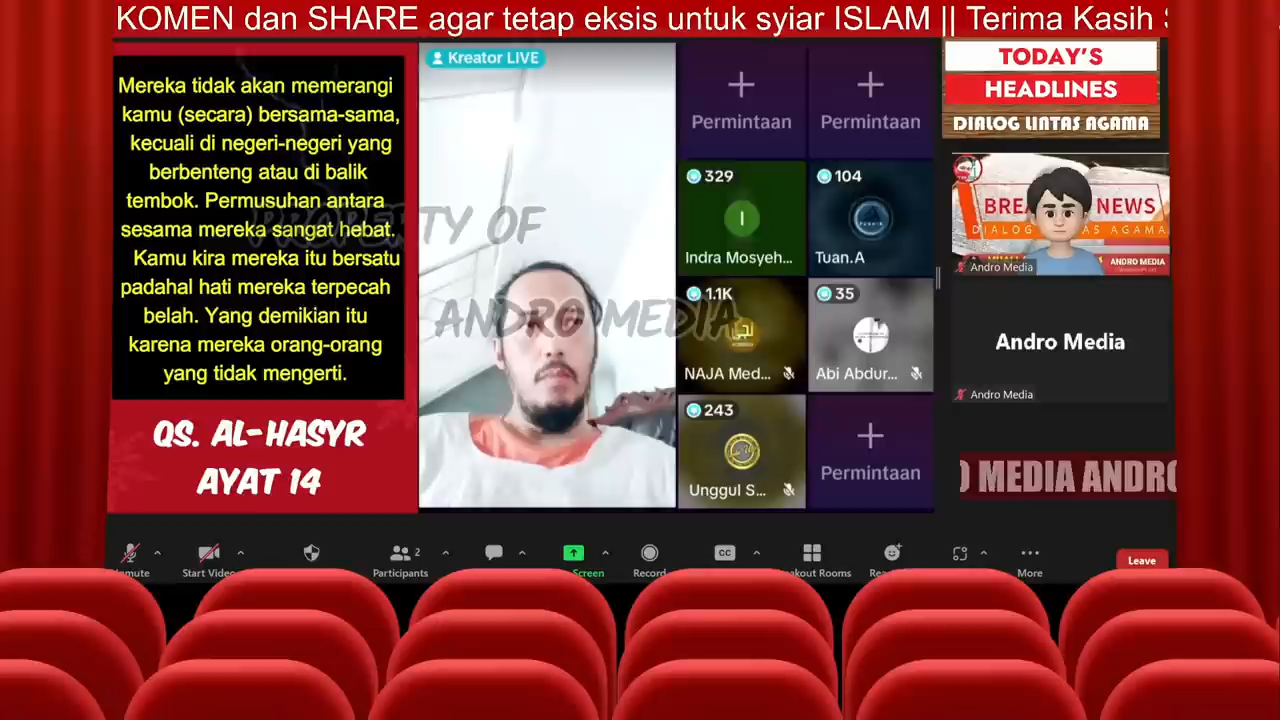 KOMEN dan SHARE agar tetap eksis untuk syiar ISLAM || Terima Kasih
Mereka tidak akan memerangi
kamu (secara) bersama-sama,
kecuali di negeri-negeri yang
berbenteng atau di balik
tembok. Permusuhan antara
sesama mereka sangat hebat.
Kamu kira mereka itu bersatu
padahal hati mereka terpecah
belah. Yang demikian itu
karena mereka orang-orang
yang tidak mengerti.
QS. AL-HASYR
AYAT 14
Kreator LIVE
PROPERTY OF
ANDRO MEDIA
Permintaan
Permintaan
329
Indra Mosyeh...
104
Tuan.A
1.1K
NAJA Med...
35
Abi Abdur...
243
Unggul S...
Permintaan
TODAY'S
HEADLINES
DIALOG LINTAS AGAMA
NEWS
ANDRO MEDIA
Andro Media
Andro Media
Andro Media
MEDIA ANDRO
Start Video
Participants
2
Screen
Record
CC
Rooms
More
Leave